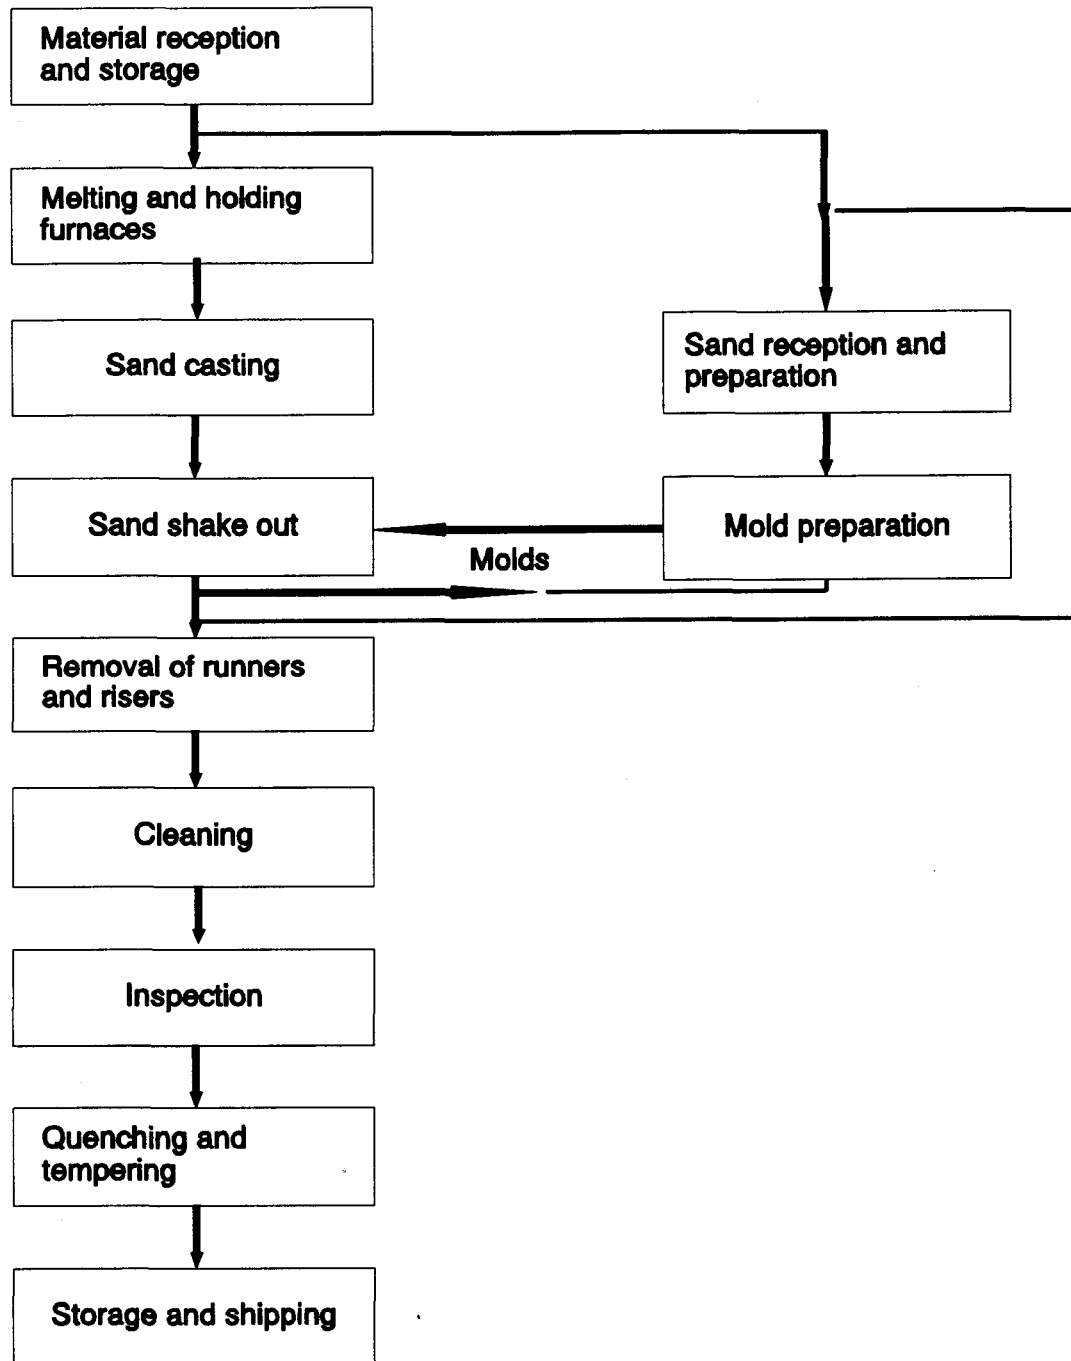 Material reception
and storage
Melting and holding
furnaces
Sand casting
Sand reception and
preparation
Sand shake out
Mold preparation
Molds
Removal of runners
and risers
Cleaning
Inspection
Quenching and
tempering
Storage and shipping